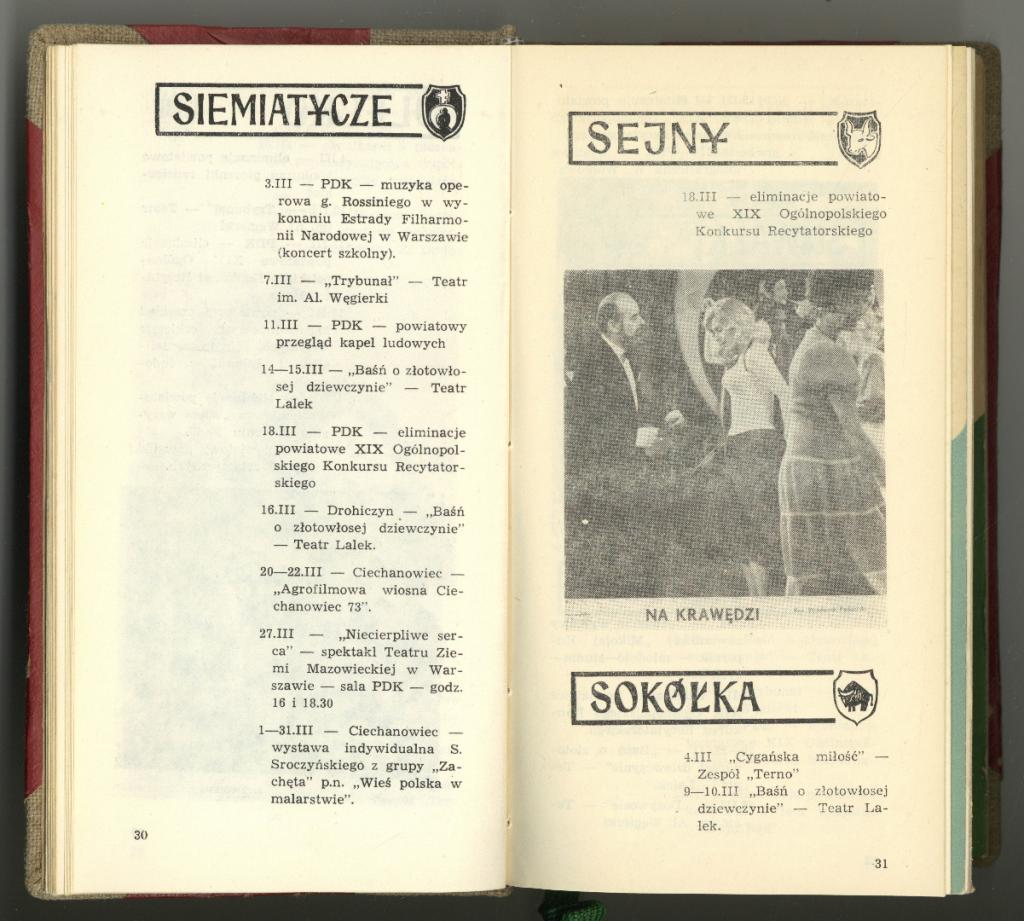 SIEMIATYCZE
3.III — PDK — muzyka ope-
rowa g. Rossiniego w wy-
konaniu Estrady Filharmo-
nii Narodowej w Warszawie
(koncert szkolny).
7.III — „Trybunał” — Teatr
im. Al. Węgierki
11.III — PDK — powiatowy
przegląd kapel ludowych
14—15.III — „Baśń o złotowło-
sej dziewczynie” — Teatr
Lalek
18.III — PDK — eliminacje
powiatowe XIX Ogólnopol-
skiego Konkursu Recytator-
skiego
16.III — Drohiczyn — „Baśń
o złotowłosej dziewczynie”
— Teatr Lalek.
20—22.III — Ciechanowiec —
„Agrofilmowa wiosna Cie-
chanowiec 73”.
27.III — „Niecierpliwe ser-
ca” — spektakl Teatru Zie-
mi Mazowieckiej w War-
szawie — sala PDK — godz.
16 i 18.30
1—31.III — Ciechanowiec —
wystawa indywidualna S.
Sroczyńskiego z grupy „Za-
chęta” p.n. „Wieś polska w
malarstwie”.
30
SEJNY
18.III — eliminacje powiato-
we XIX Ogólnopolskiego
Konkursu Recytatorskiego
NA KRAWĘDZI
SOKÓŁKA
4.III „Cygańska miłość” —
Zespół „Terno”
9—10.III „Baśń o złotowłosej
dziewczynie” — Teatr La-
lek.
31